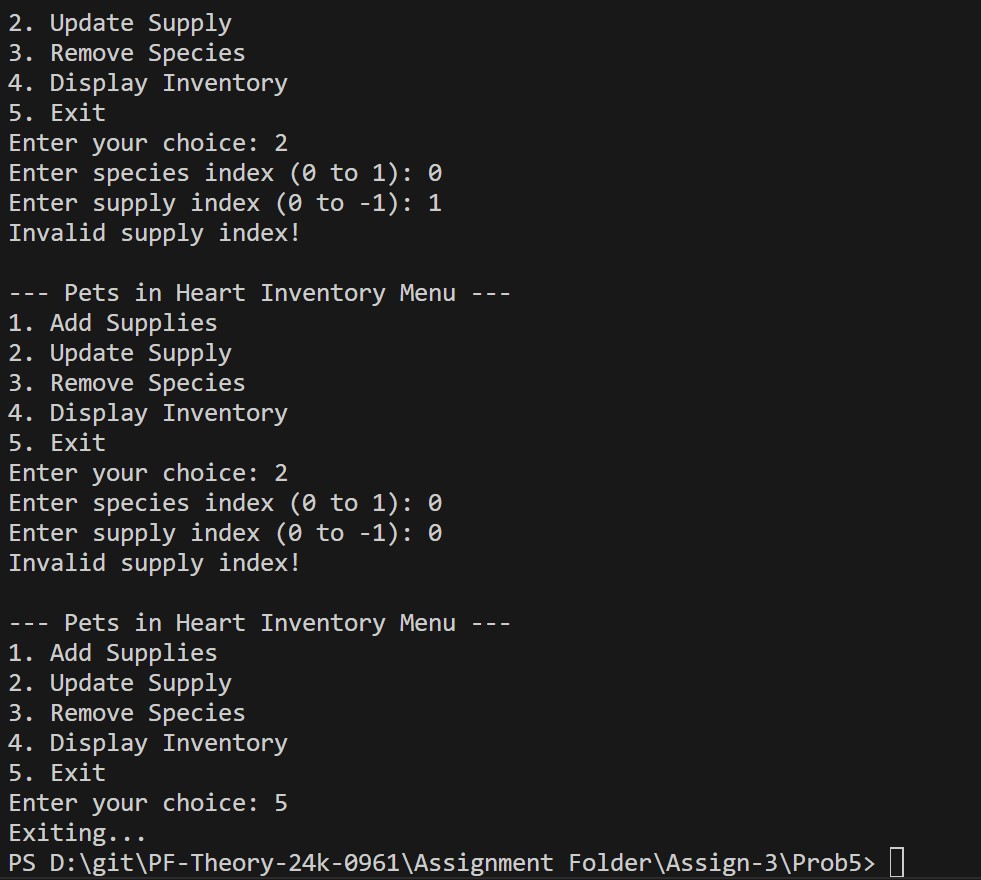 2. Update Supply
3. Remove Species
4. Display Inventory
5. Exit
Enter your choice: 2
Enter species index (0 to 1): 0
Enter supply index (0 to -1): 1
Invalid supply index!

--- Pets in Heart Inventory Menu ---
1. Add Supplies
2. Update Supply
3. Remove Species
4. Display Inventory
5. Exit
Enter your choice: 2
Enter species index (0 to 1): 0
Enter supply index (0 to -1): 0
Invalid supply index!

--- Pets in Heart Inventory Menu ---
1. Add Supplies
2. Update Supply
3. Remove Species
4. Display Inventory
5. Exit
Enter your choice: 5
Exiting...
PS D:\git\PF-Theory-24k-0961\Assignment Folder\Assign-3\Prob5>